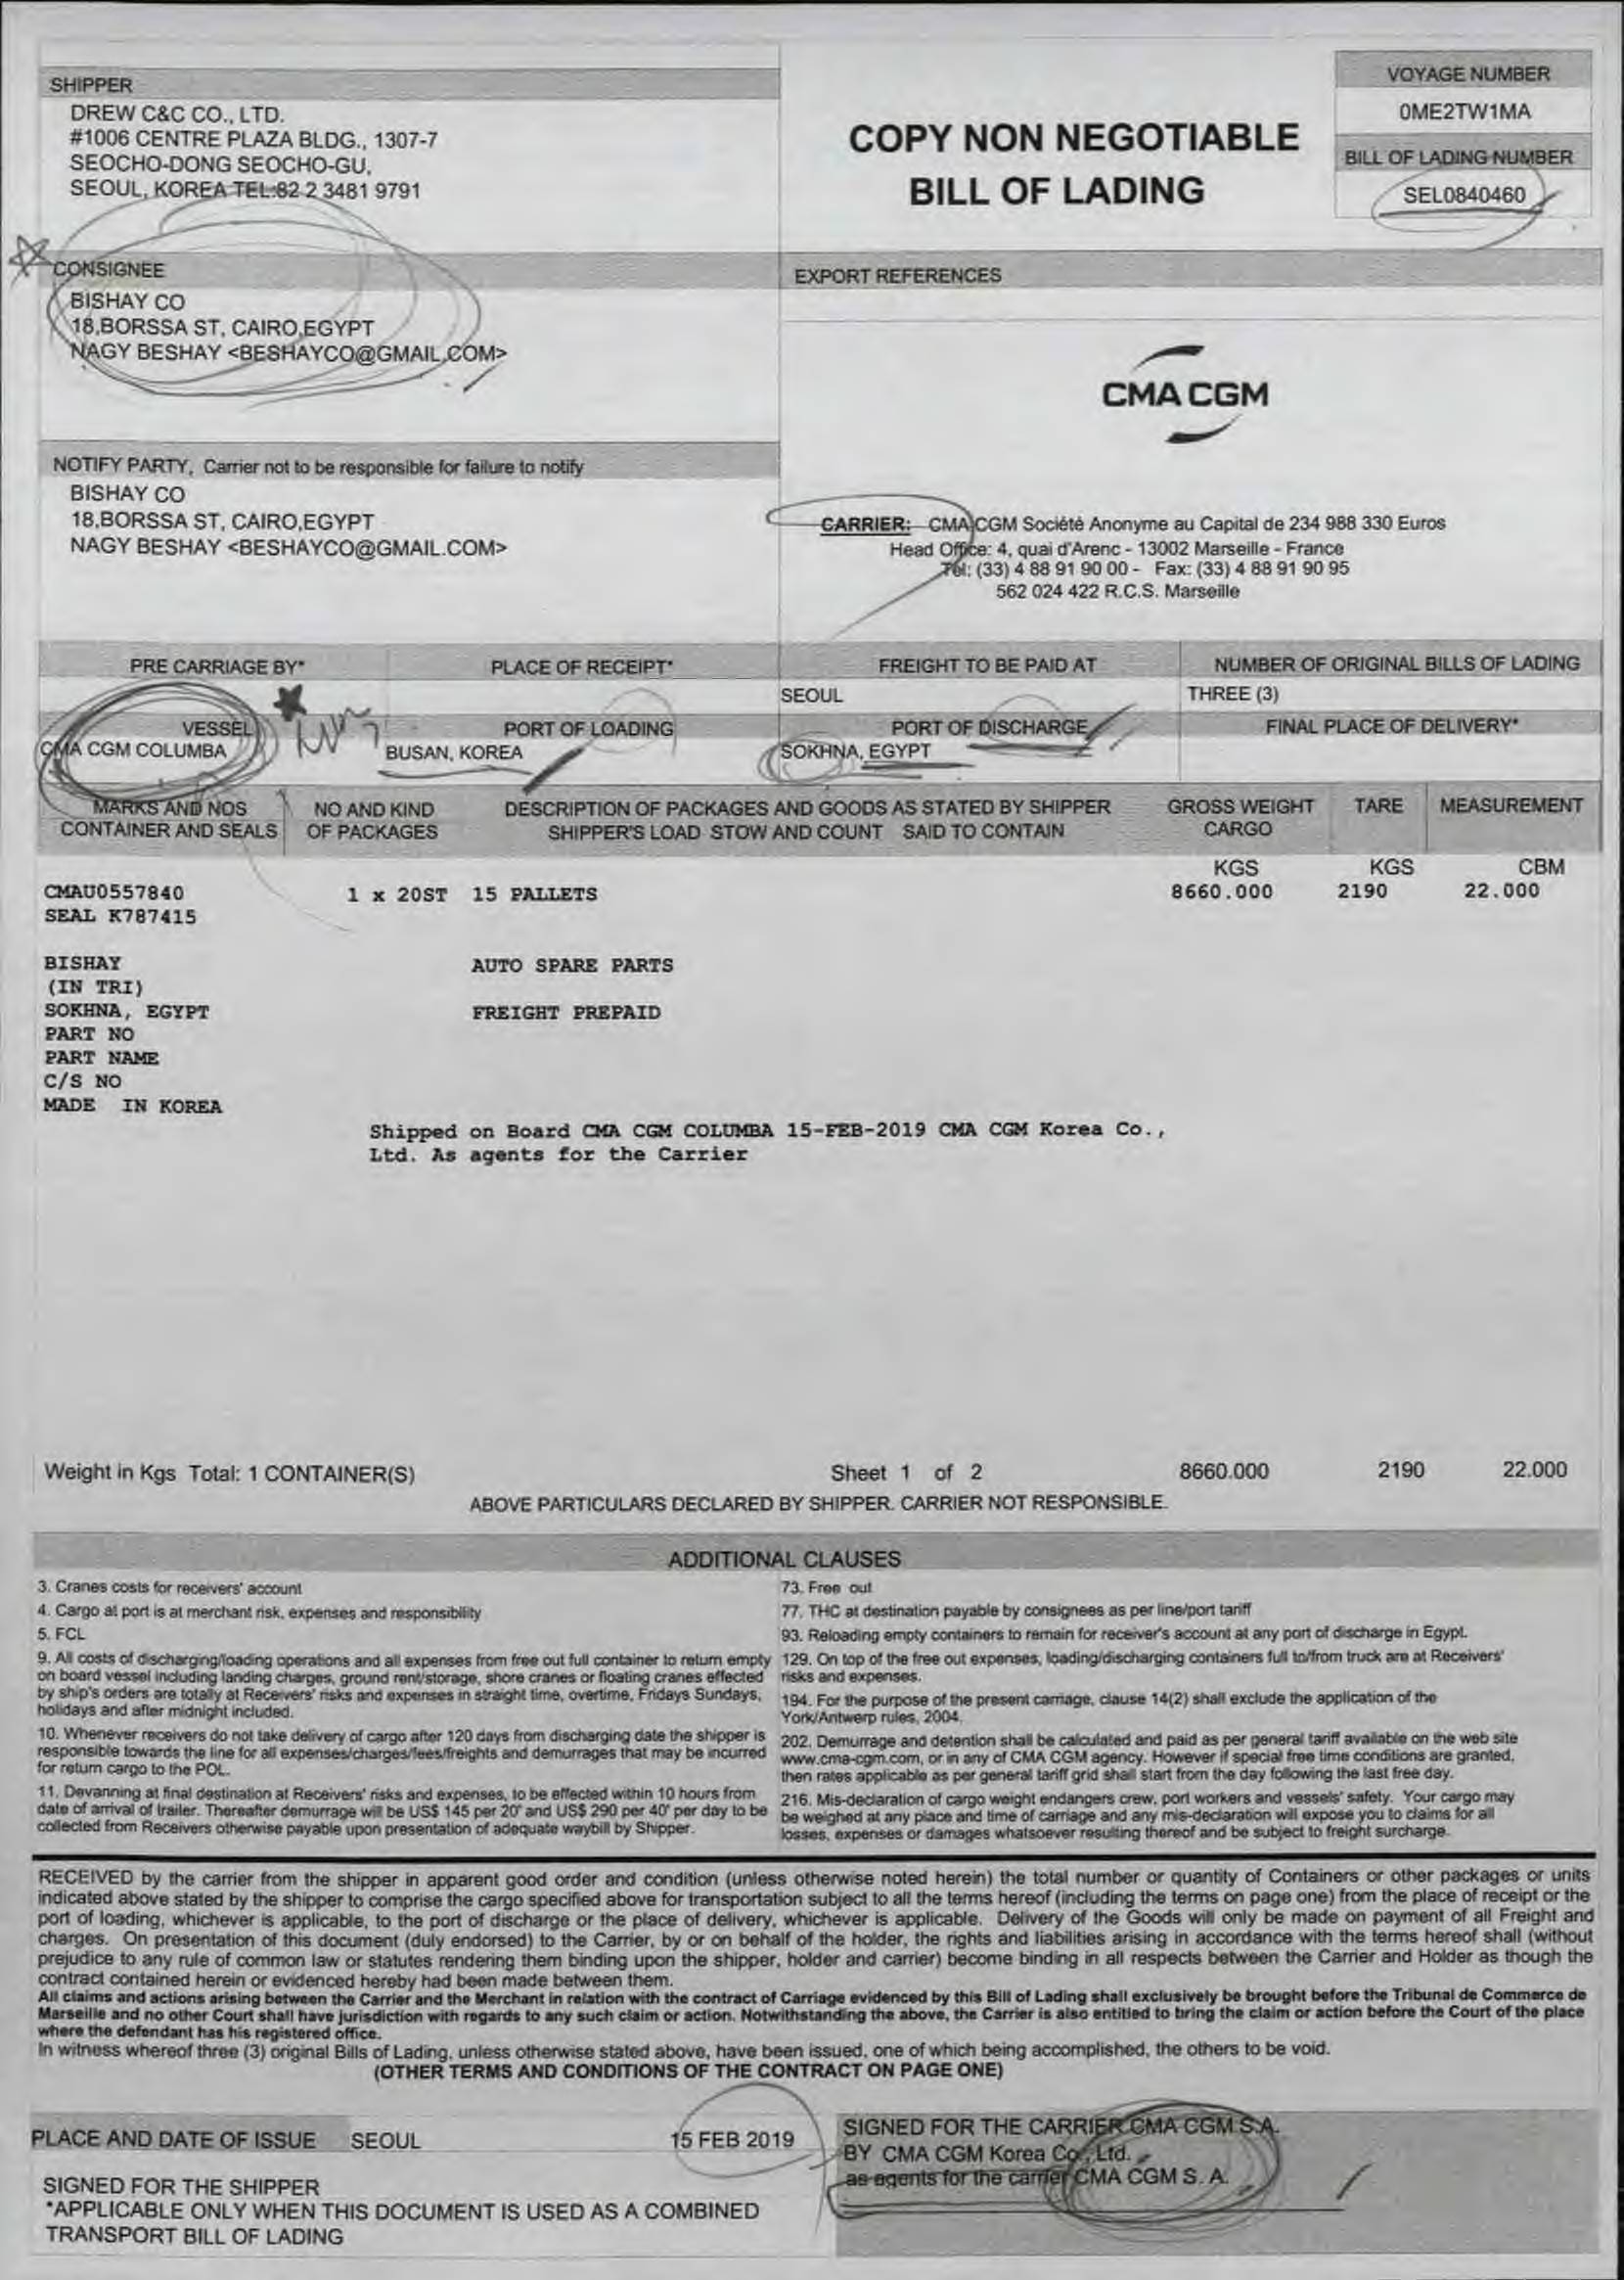 SHIPPER
DREW C&C CO., LTD.
#1006 CENTRE PLAZA BLDG., 1307-7
SEOCHO-DONG SEOCHO-GU,
SEOUL, KOREA TEL:82 2 3481 9791
COPY NON NEGOTIABLE
BILL OF LADING
VOYAGE NUMBER
0ME2TW1MA
BILL OF LADING NUMBER
SEL0840460
CONSIGNEE
BISHAY CO
18,BORSSA ST, CAIRO,EGYPT
NAGY BESHAY <BESHAYCO@GMAIL.COM>
EXPORT REFERENCES
CMA CGM
NOTIFY PARTY, Carrier not to be responsible for failure to notify
BISHAY CO
18,BORSSA ST, CAIRO,EGYPT
NAGY BESHAY <BESHAYCO@GMAIL.COM>
CARRIER: CMA CGM Société Anonyme au Capital de 234 988 330 Euros
Head Office: 4, quai d'Arenc - 13002 Marseille - France
Tél: (33) 4 88 91 90 00 - Fax: (33) 4 88 91 90 95
562 024 422 R.C.S. Marseille
PRE CARRIAGE BY*
PLACE OF RECEIPT*
FREIGHT TO BE PAID AT
NUMBER OF ORIGINAL BILLS OF LADING
SEOUL
THREE (3)
VESSEL
PORT OF LOADING
PORT OF DISCHARGE
FINAL PLACE OF DELIVERY*
CMA CGM COLUMBA
BUSAN, KOREA
SOKHNA, EGYPT
MARKS AND NOS
CONTAINER AND SEALS
NO AND KIND
OF PACKAGES
DESCRIPTION OF PACKAGES AND GOODS AS STATED BY SHIPPER
SHIPPER'S LOAD STOW AND COUNT SAID TO CONTAIN
GROSS WEIGHT
CARGO
TARE
MEASUREMENT
KGS KGS CBM
CMAU0557840 1 x 20ST 15 PALLETS 8660.000 2190 22.000
SEAL K787415
BISHAY AUTO SPARE PARTS
(IN TRI)
SOKHNA, EGYPT FREIGHT PREPAID
PART NO
PART NAME
C/S NO
MADE IN KOREA
Shipped on Board CMA CGM COLUMBA 15-FEB-2019 CMA CGM Korea Co.,
Ltd. As agents for the Carrier
Weight in Kgs Total: 1 CONTAINER(S) Sheet 1 of 2 8660.000 2190 22.000
ABOVE PARTICULARS DECLARED BY SHIPPER. CARRIER NOT RESPONSIBLE.
ADDITIONAL CLAUSES
3. Cranes costs for receivers' account
4. Cargo at port is at merchant risk, expenses and responsibility
5. FCL
9. All costs of discharging/loading operations and all expenses from free out full container to return empty
on board vessel including landing charges, ground rent/storage, shore cranes or floating cranes effected
by ship's orders are totally at Receivers' risks and expenses in straight time, overtime, Fridays Sundays,
holidays and after midnight included.
10. Whenever receivers do not take delivery of cargo after 120 days from discharging date the shipper is
responsible towards the line for all expenses/charges/fees/freights and demurrages that may be incurred
for return cargo to the POL.
11. Devanning at final destination at Receivers' risks and expenses, to be effected within 10 hours from
date of arrival of trailer. Thereafter demurrage will be US$ 145 per 20' and US$ 290 per 40' per day to be
collected from Receivers otherwise payable upon presentation of adequate waybill by Shipper.
73. Free out
77. THC at destination payable by consignees as per line/port tariff
93. Reloading empty containers to remain for receiver's account at any port of discharge in Egypt.
129. On top of the free out expenses, loading/discharging containers full to/from truck are at Receivers'
risks and expenses.
194. For the purpose of the present carriage, clause 14(2) shall exclude the application of the
York/Antwerp rules, 2004.
202. Demurrage and detention shall be calculated and paid as per general tariff available on the web site
www.cma-cgm.com, or in any of CMA CGM agency. However if special free time conditions are granted,
then rates applicable as per general tariff grid shall start from the day following the last free day.
216. Mis-declaration of cargo weight endangers crew, port workers and vessels' safety. Your cargo may
be weighed at any place and time of carriage and any mis-declaration will expose you to claims for all
losses, expenses or damages whatsoever resulting thereof and be subject to freight surcharge.
RECEIVED by the carrier from the shipper in apparent good order and condition (unless otherwise noted herein) the total number or quantity of Containers or other packages or units
indicated above stated by the shipper to comprise the cargo specified above for transportation subject to all the terms hereof (including the terms on page one) from the place of receipt or the
port of loading, whichever is applicable, to the port of discharge or the place of delivery, whichever is applicable. Delivery of the Goods will only be made on payment of all Freight and
charges. On presentation of this document (duly endorsed) to the Carrier, by or on behalf of the holder, the rights and liabilities arising in accordance with the terms hereof shall (without
prejudice to any rule of common law or statutes rendering them binding upon the shipper, holder and carrier) become binding in all respects between the Carrier and Holder as though the
contract contained herein or evidenced hereby had been made between them.
All claims and actions arising between the Carrier and the Merchant in relation with the contract of Carriage evidenced by this Bill of Lading shall exclusively be brought before the Tribunal de Commerce de
Marseille and no other Court shall have jurisdiction with regards to any such claim or action. Notwithstanding the above, the Carrier is also entitled to bring the claim or action before the Court of the place
where the defendant has his registered office.
In witness whereof three (3) original Bills of Lading, unless otherwise stated above, have been issued, one of which being accomplished, the others to be void.
(OTHER TERMS AND CONDITIONS OF THE CONTRACT ON PAGE ONE)
PLACE AND DATE OF ISSUE SEOUL 15 FEB 2019
SIGNED FOR THE SHIPPER
*APPLICABLE ONLY WHEN THIS DOCUMENT IS USED AS A COMBINED
TRANSPORT BILL OF LADING
SIGNED FOR THE CARRIER CMA CGM S.A.
BY CMA CGM Korea Co., Ltd.
as agents for the carrier CMA CGM S. A.